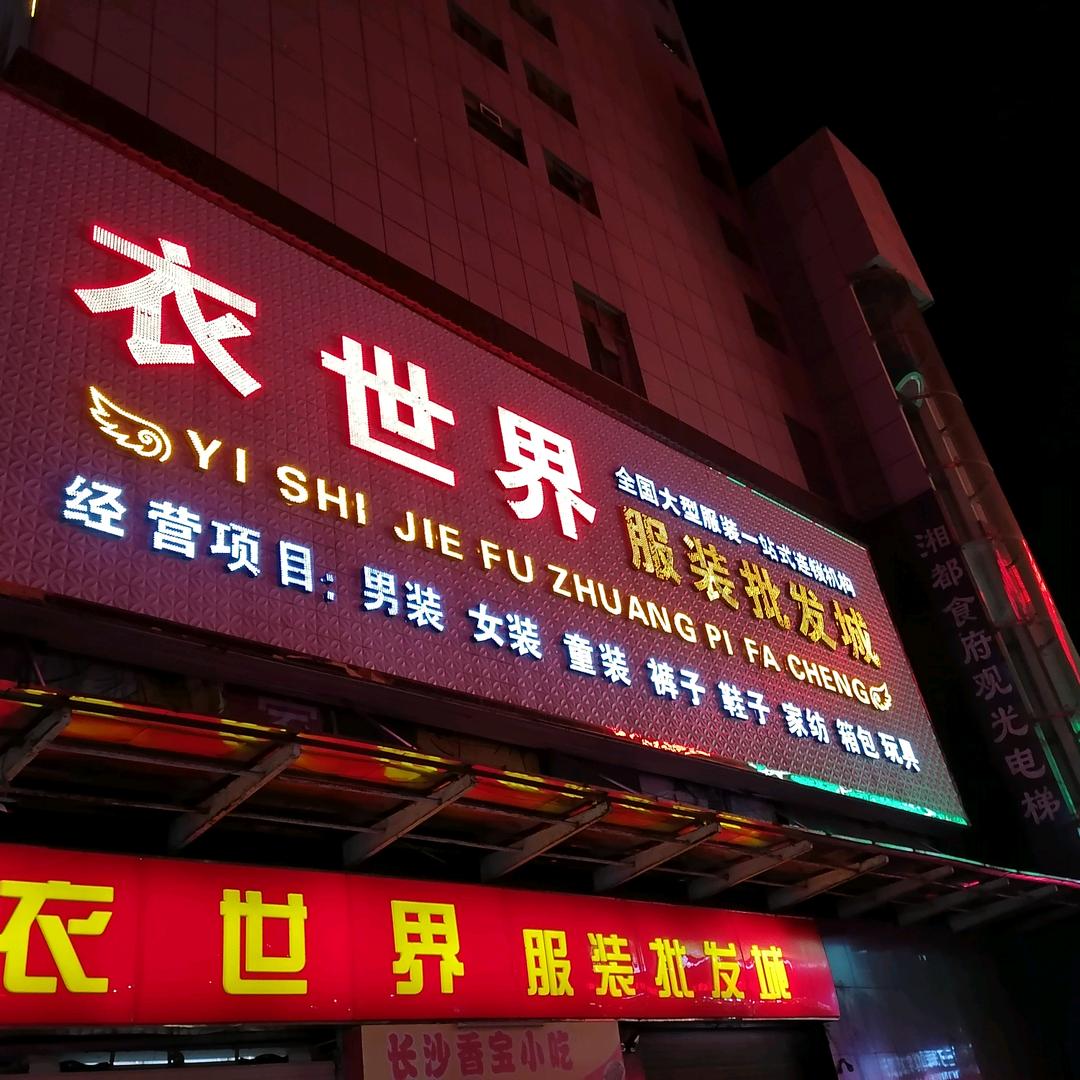 衣世界
全国大型服装一站式连锁机构
服装批发城
YI SHI JIE FU ZHUANG PI FA CHENG
经营项目：男装 女装 童装 裤子 鞋子 家纺 箱包 玩具
湘都食府观光电梯
衣世界 服装批发城
长沙香宝小吃